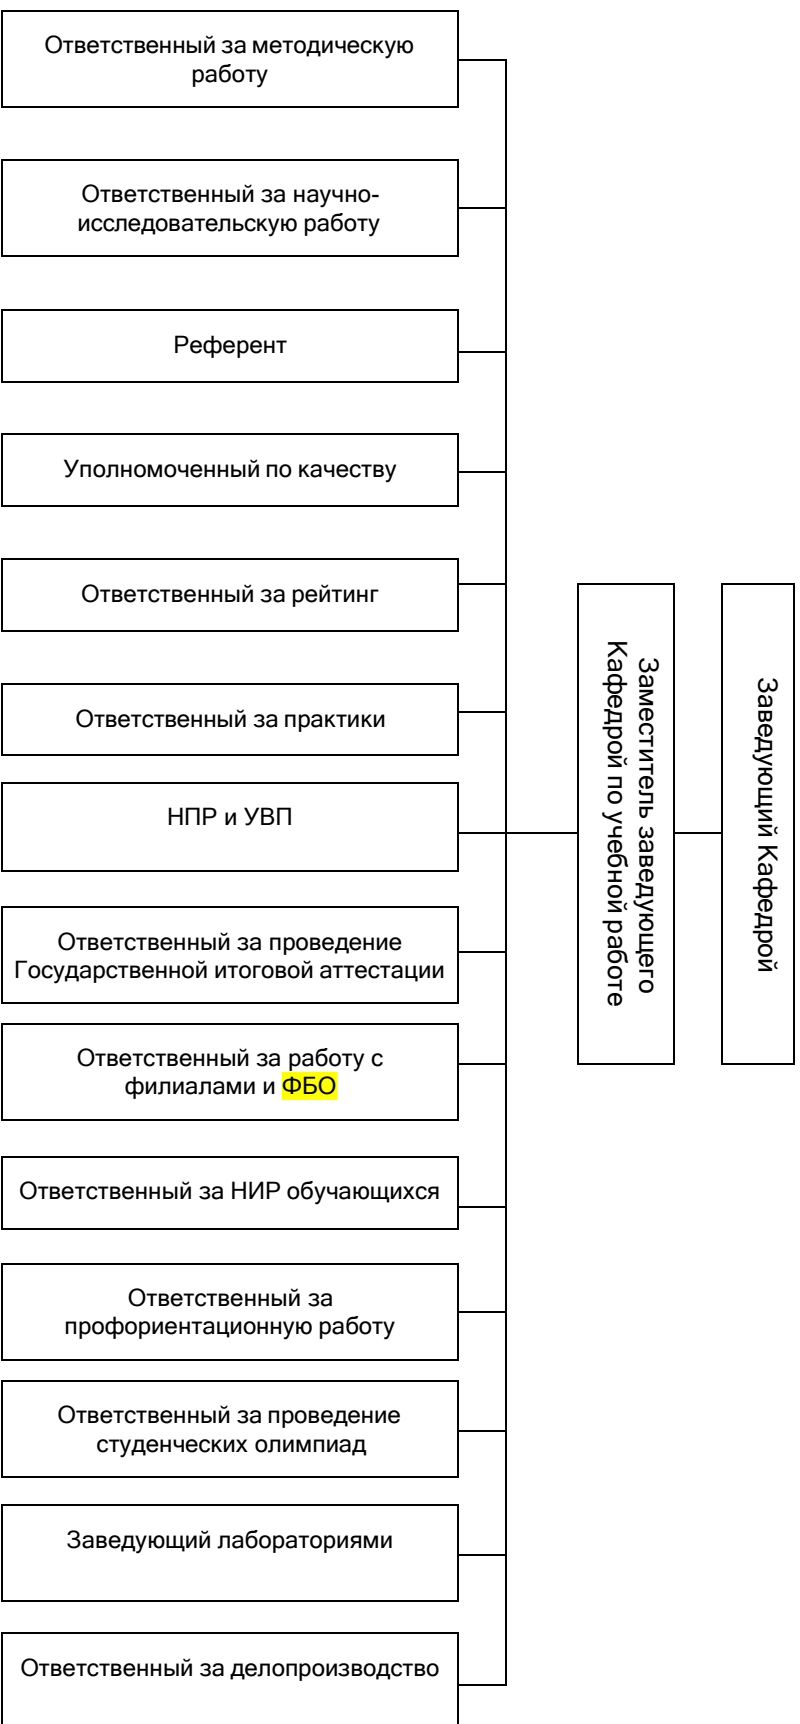 Ответственный за методическую
работу
Ответственный за научно-
исследовательскую работу
Референт
Уполномоченный по качеству
Ответственный за рейтинг
Ответственный за практики
НПР и УВП
Ответственный за проведение
Государственной итоговой аттестации
Ответственный за работу с
филиалами и ФБО
Ответственный за НИР обучающихся
Ответственный за
профориентационную работу
Ответственный за проведение
студенческих олимпиад
Заведующий лабораториями
Ответственный за делопроизводство
Заместитель заведующего
Кафедрой по учебной работе
Заведующий Кафедрой